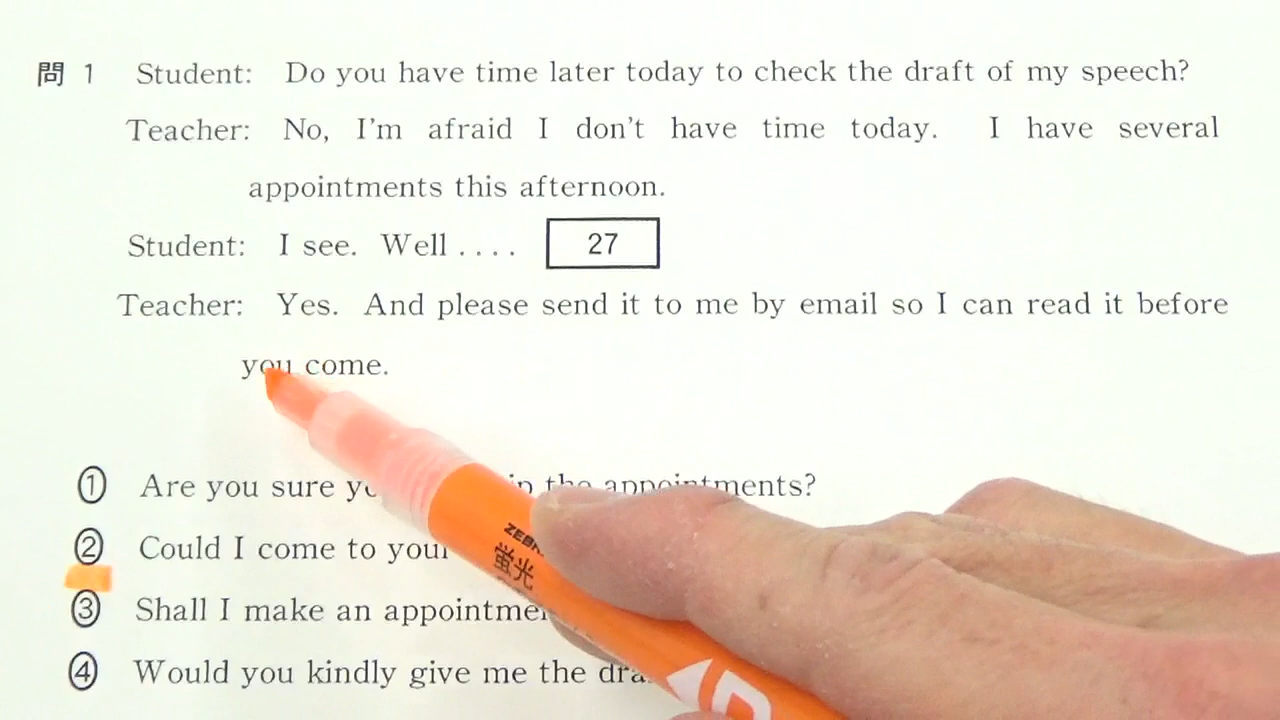 問 1 Student: Do you have time later today to check the draft of my speech?
Teacher: No, I'm afraid I don't have time today. I have several
appointments this afternoon.
Student: I see. Well .... 27
Teacher: Yes. And please send it to me by email so I can read it before
you come.
① Are you sure the appointments?
② Could I come to your
③ Shall I make an
④ Would you kindly give me the
蛍光